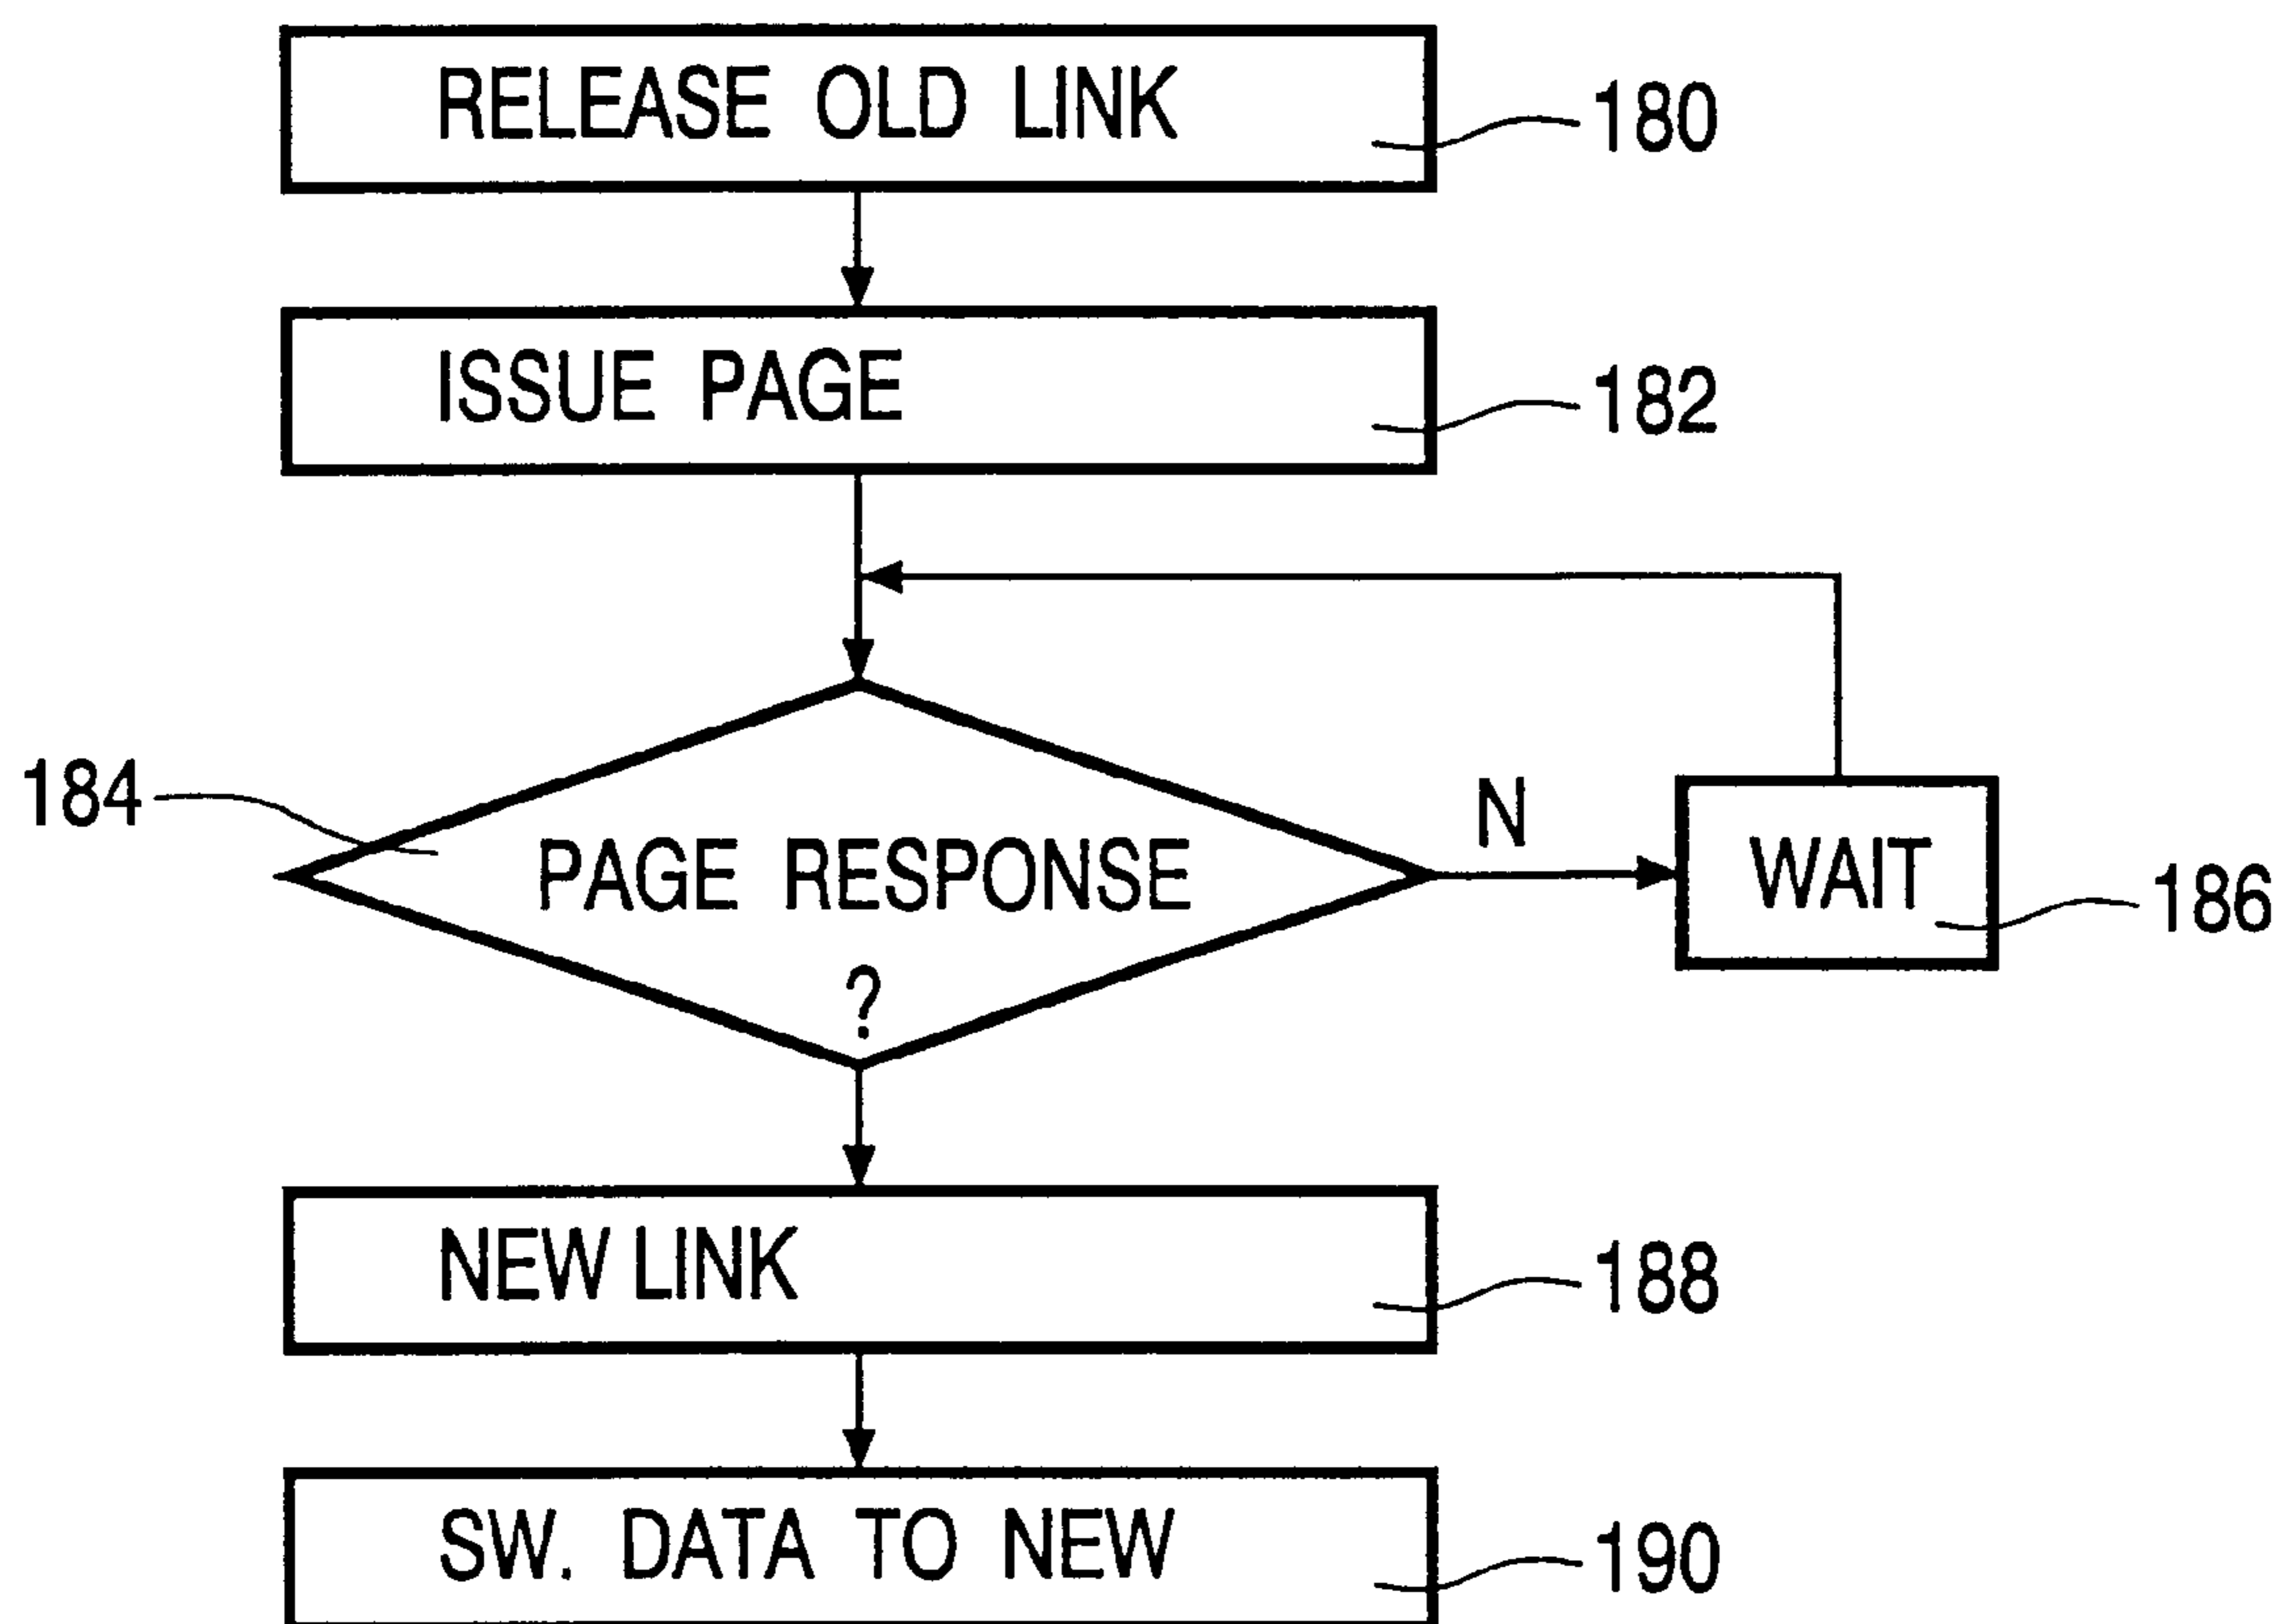 RELEASE OLD LINK
180
ISSUE PAGE
182
184
PAGE RESPONSE
?
N
WAIT
186
NEW LINK
188
SW. DATA TO NEW
190